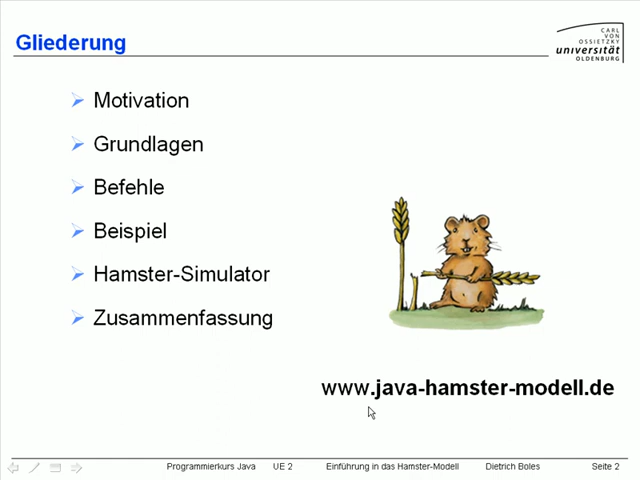 Gliederung
CARL
VON
OSSIETZKY
universität
OLDENBURG
Motivation
Grundlagen
Befehle
Beispiel
Hamster-Simulator
Zusammenfassung
www.java-hamster-modell.de
Programmierkurs Java UE 2 Einführung in das Hamster-Modell Dietrich Boles Seite 2